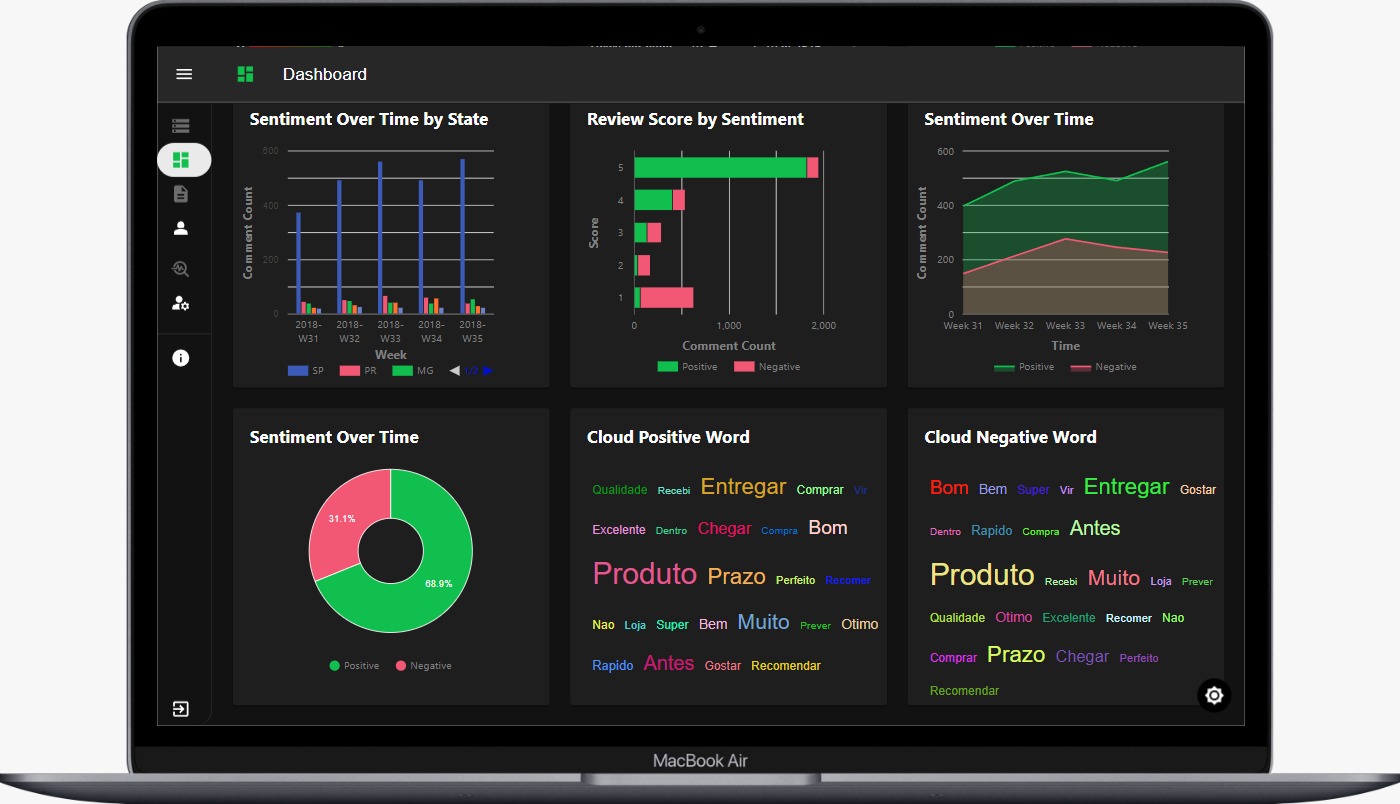 Dashboard
Sentiment Over Time by State
800
400
200
0
Comment Count
2018-W31
2018-W32
2018-W33
2018-W34
2018-W35
Week
SP PR MG 1/2
Review Score by Sentiment
5
4
3
2
1
Score
0 1,000 2,000
Comment Count
Positive Negative
Sentiment Over Time
600
400
200
0
Comment Count
Week 31 Week 32 Week 33 Week 34 Week 35
Time
Positive Negative
Sentiment Over Time
31.1%
68.9%
Positive Negative
Cloud Positive Word
Qualidade Recebi Entregar Comprar Vir
Excelente Dentro Chegar Compra Bom
Produto Prazo Perfeito Recomer
Nao Loja Super Bem Muito Prever Otimo
Rapido Antes Gostar Recomendar
Cloud Negative Word
Bom Bem Super Vir Entregar Gostar
Dentro Rapido Compra Antes
Produto Recebi Muito Loja Prever
Qualidade Otimo Excelente Recomer Nao
Comprar Prazo Chegar Perfeito
Recomendar
MacBook Air